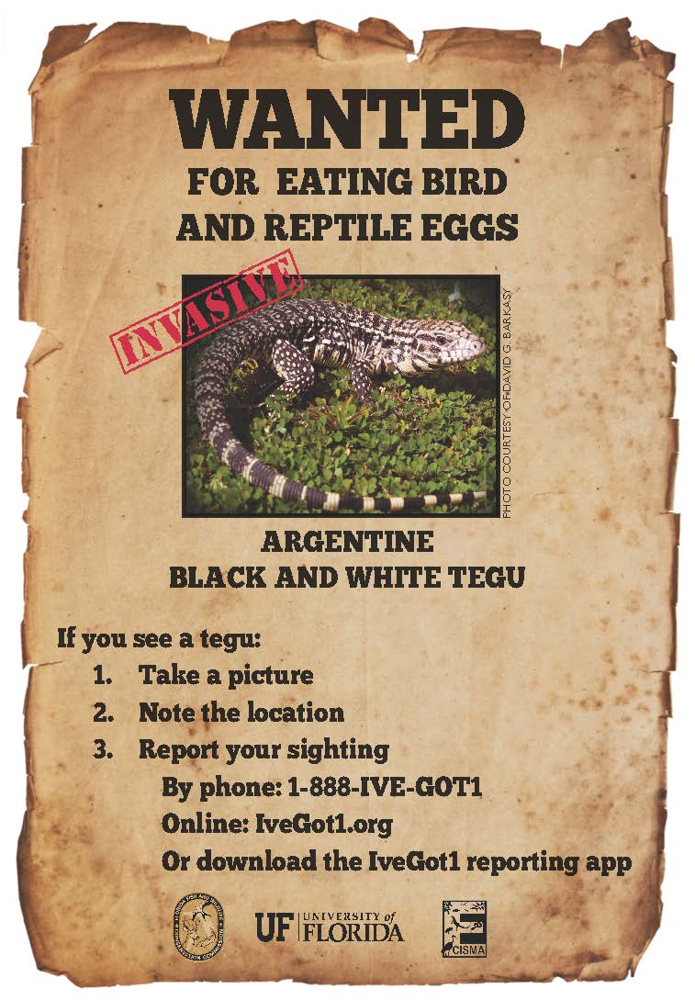 WANTED
FOR EATING BIRD
AND REPTILE EGGS
INVASIVE
PHOTO COURTESY OF DAVID G. BARKASY
ARGENTINE
BLACK AND WHITE TEGU
If you see a tegu:
1. Take a picture
2. Note the location
3. Report your sighting
By phone: 1-888-IVE-GOT1
Online: IveGot1.org
Or download the IveGot1 reporting app
FLORIDA FISH AND WILDLIFE
CONSERVATION COMMISSION
UF UNIVERSITY of
FLORIDA
E
CISMA